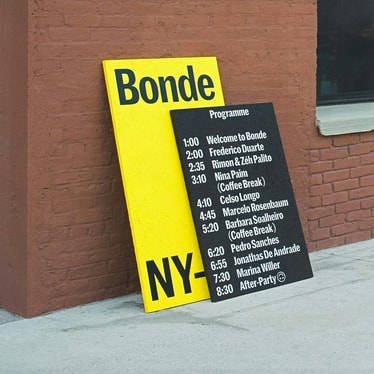 Bonde
NY-
Programme
1:00 Welcome to Bonde
2:00 Frederico Duarte
2:35 Rimon & Zéh Palito
3:10 Nina Paim
(Coffee Break)
4:10 Celso Longo
4:45 Marcelo Rosenbaum
5:20 Barbara Soalheiro
(Coffee Break)
6:20 Pedro Sanches
6:55 Jonathas De Andrade
7:30 Marina Willer
8:30 After-Party ☺